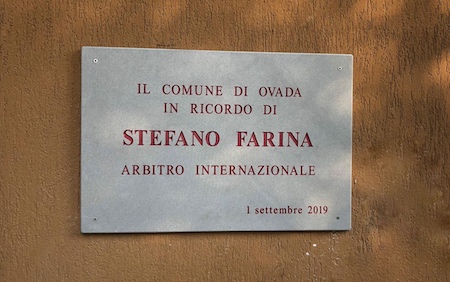 IL COMUNE DI OVADA
IN RICORDO DI
STEFANO FARINA
ARBITRO INTERNAZIONALE
1 settembre 2019